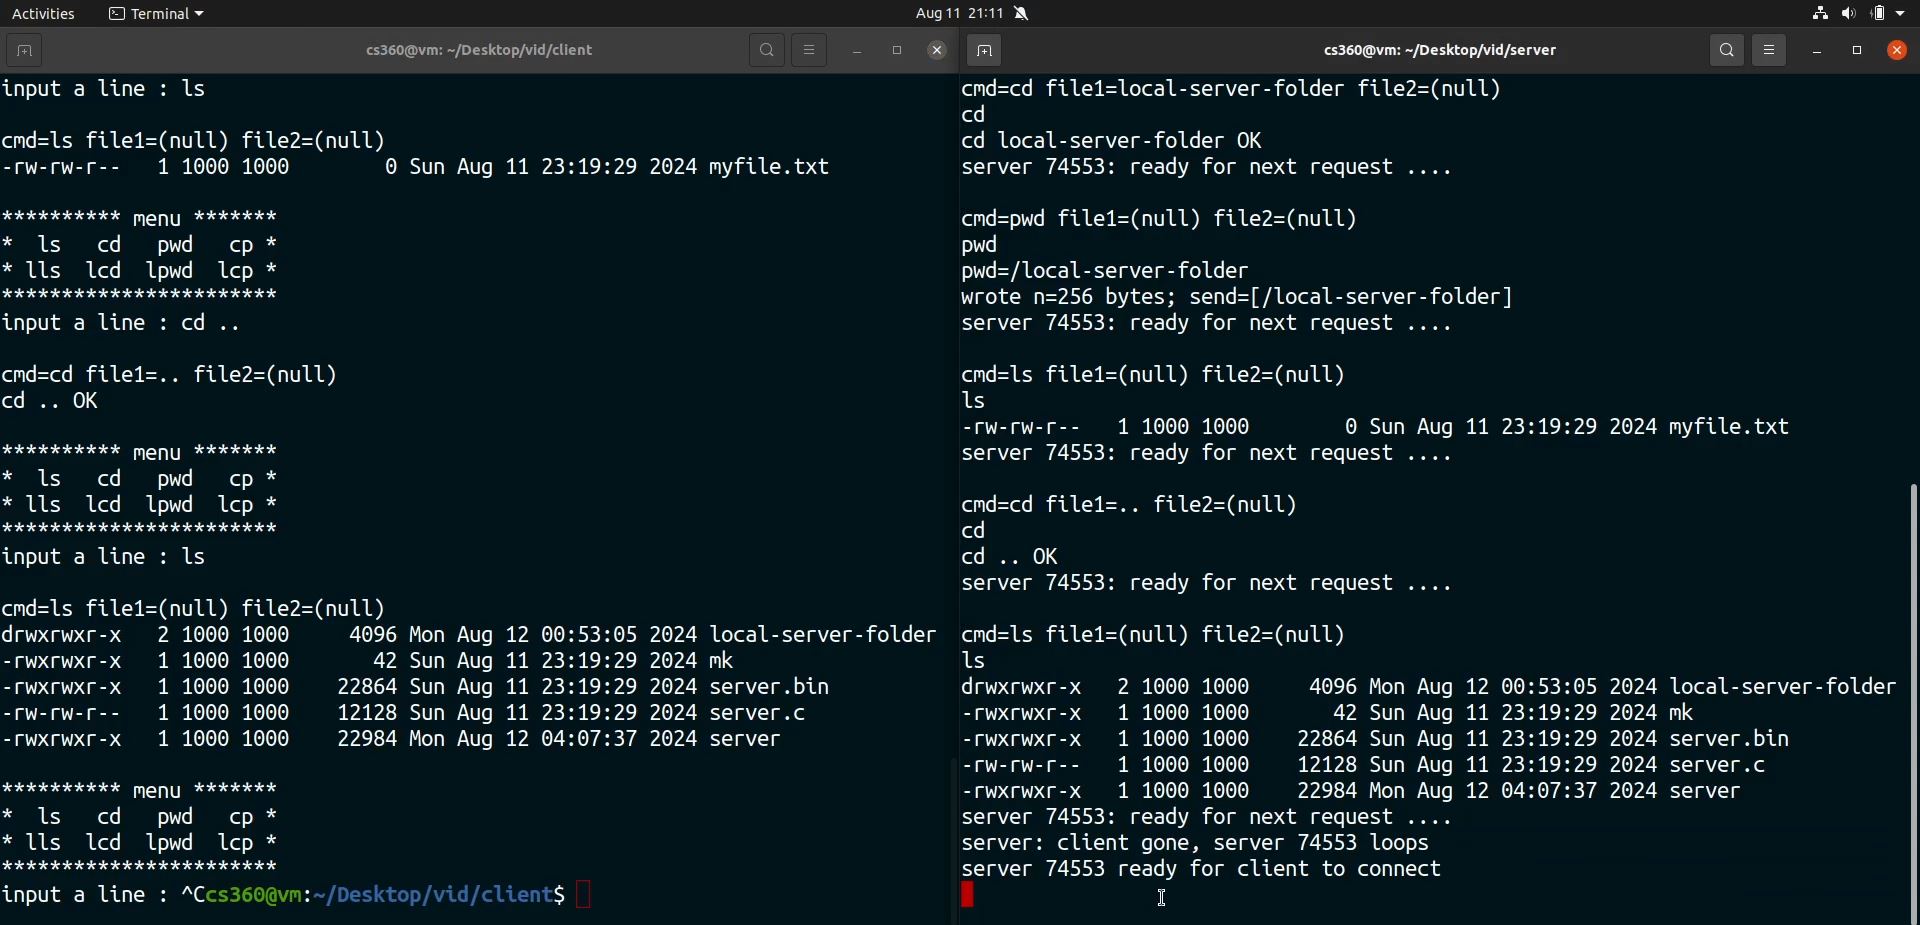 Activities Terminal Aug 11 21:11
cs360@vm: ~/Desktop/vid/client
input a line : ls
cmd=ls file1=(null) file2=(null)
-rw-rw-r--   1 1000 1000        0 Sun Aug 11 23:19:29 2024 myfile.txt
********** menu *******
*  ls   cd   pwd   cp *
* lls  lcd  lpwd  lcp *
***********************
input a line : cd ..
cmd=cd file1=.. file2=(null)
cd .. OK
********** menu *******
*  ls   cd   pwd   cp *
* lls  lcd  lpwd  lcp *
***********************
input a line : ls
cmd=ls file1=(null) file2=(null)
drwxrwxr-x   2 1000 1000     4096 Mon Aug 12 00:53:05 2024 local-server-folder
-rwxrwxr-x   1 1000 1000       42 Sun Aug 11 23:19:29 2024 mk
-rwxrwxr-x   1 1000 1000    22864 Sun Aug 11 23:19:29 2024 server.bin
-rw-rw-r--   1 1000 1000    12128 Sun Aug 11 23:19:29 2024 server.c
-rwxrwxr-x   1 1000 1000    22984 Mon Aug 12 04:07:37 2024 server
********** menu *******
*  ls   cd   pwd   cp *
* lls  lcd  lpwd  lcp *
***********************
input a line : ^Ccs360@vm:~/Desktop/vid/client$
cs360@vm: ~/Desktop/vid/server
cmd=cd file1=local-server-folder file2=(null)
cd
cd local-server-folder OK
server 74553: ready for next request ....
cmd=pwd file1=(null) file2=(null)
pwd
pwd=/local-server-folder
wrote n=256 bytes; send=[/local-server-folder]
server 74553: ready for next request ....
cmd=ls file1=(null) file2=(null)
ls
-rw-rw-r--   1 1000 1000        0 Sun Aug 11 23:19:29 2024 myfile.txt
server 74553: ready for next request ....
cmd=cd file1=.. file2=(null)
cd
cd .. OK
server 74553: ready for next request ....
cmd=ls file1=(null) file2=(null)
ls
drwxrwxr-x   2 1000 1000     4096 Mon Aug 12 00:53:05 2024 local-server-folder
-rwxrwxr-x   1 1000 1000       42 Sun Aug 11 23:19:29 2024 mk
-rwxrwxr-x   1 1000 1000    22864 Sun Aug 11 23:19:29 2024 server.bin
-rw-rw-r--   1 1000 1000    12128 Sun Aug 11 23:19:29 2024 server.c
-rwxrwxr-x   1 1000 1000    22984 Mon Aug 12 04:07:37 2024 server
server 74553: ready for next request ....
server: client gone, server 74553 loops
server 74553 ready for client to connect